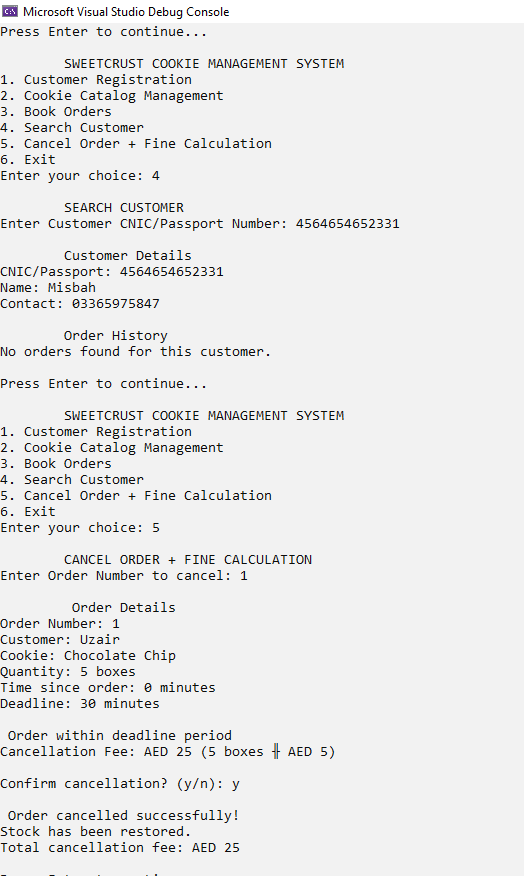 Microsoft Visual Studio Debug Console
Press Enter to continue...
SWEETCRUST COOKIE MANAGEMENT SYSTEM
1. Customer Registration
2. Cookie Catalog Management
3. Book Orders
4. Search Customer
5. Cancel Order + Fine Calculation
6. Exit
Enter your choice: 4
SEARCH CUSTOMER
Enter Customer CNIC/Passport Number: 4564654652331
Customer Details
CNIC/Passport: 4564654652331
Name: Misbah
Contact: 03365975847
Order History
No orders found for this customer.
Press Enter to continue...
SWEETCRUST COOKIE MANAGEMENT SYSTEM
1. Customer Registration
2. Cookie Catalog Management
3. Book Orders
4. Search Customer
5. Cancel Order + Fine Calculation
6. Exit
Enter your choice: 5
CANCEL ORDER + FINE CALCULATION
Enter Order Number to cancel: 1
Order Details
Order Number: 1
Customer: Uzair
Cookie: Chocolate Chip
Quantity: 5 boxes
Time since order: 0 minutes
Deadline: 30 minutes
Order within deadline period
Cancellation Fee: AED 25 (5 boxes ╫ AED 5)
Confirm cancellation? (y/n): y
Order cancelled successfully!
Stock has been restored.
Total cancellation fee: AED 25